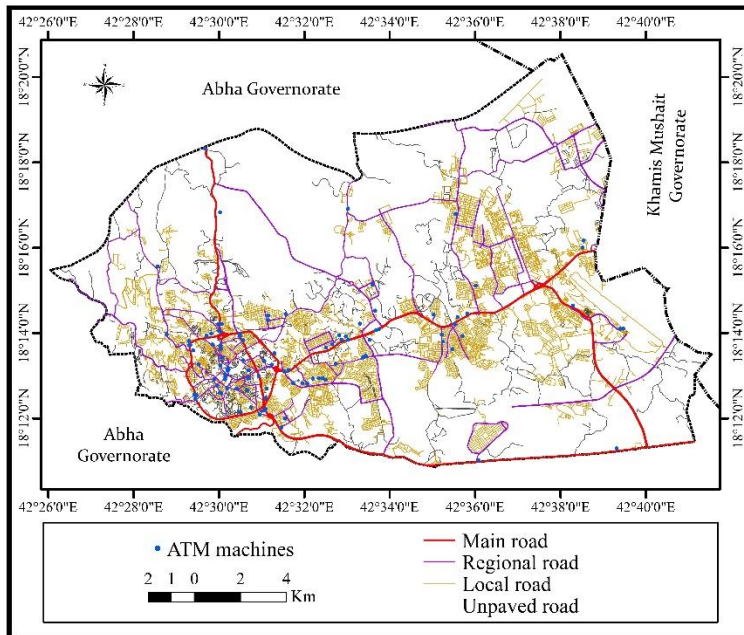 42°26'0"E 42°28'0"E 42°30'0"E 42°32'0"E 42°34'0"E 42°36'0"E 42°38'0"E 42°40'0"E
18°20'0"N
18°18'0"N
18°16'0"N
18°14'0"N
18°12'0"N
Abha Governorate
Khamis Mushait
Governorate
Abha
Governorate
18°20'0"N
18°18'0"N
18°16'0"N
18°14'0"N
18°12'0"N
42°26'0"E 42°28'0"E 42°30'0"E 42°32'0"E 42°34'0"E 42°36'0"E 42°38'0"E 42°40'0"E
ATM machines
2 1 0 2 4
Km
Main road
Regional road
Local road
Unpaved road